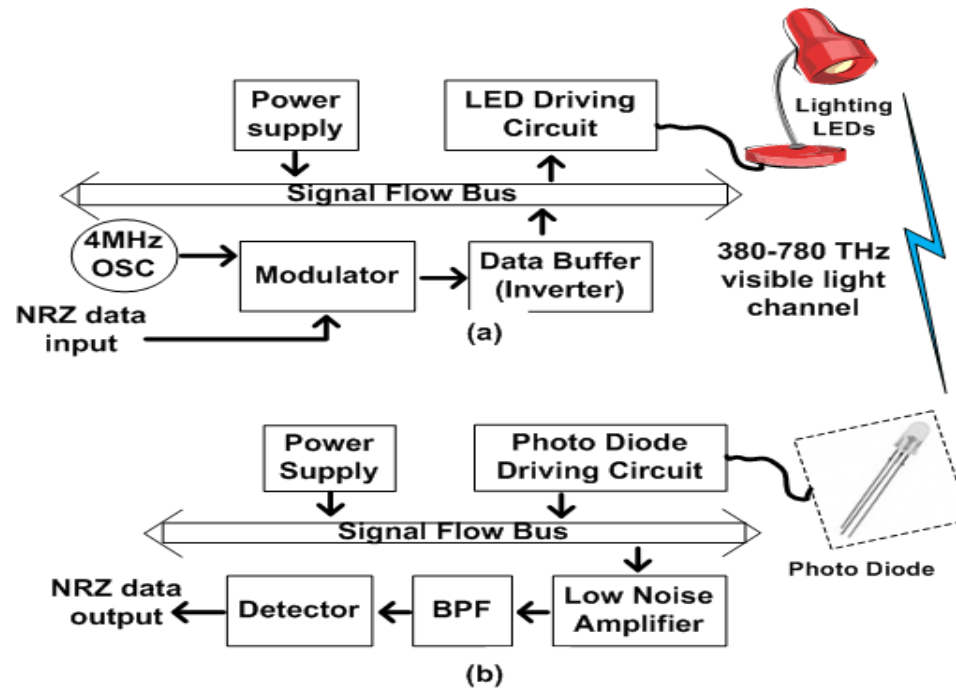 Power
supply
LED Driving
Circuit
Lighting
LEDs
Signal Flow Bus
4MHz
OSC
Modulator
Data Buffer
(Inverter)
380-780 THz
visible light
channel
NRZ data
input
(a)
Power
Supply
Photo Diode
Driving Circuit
Signal Flow Bus
Photo Diode
NRZ data
output
Detector
BPF
Low Noise
Amplifier
(b)